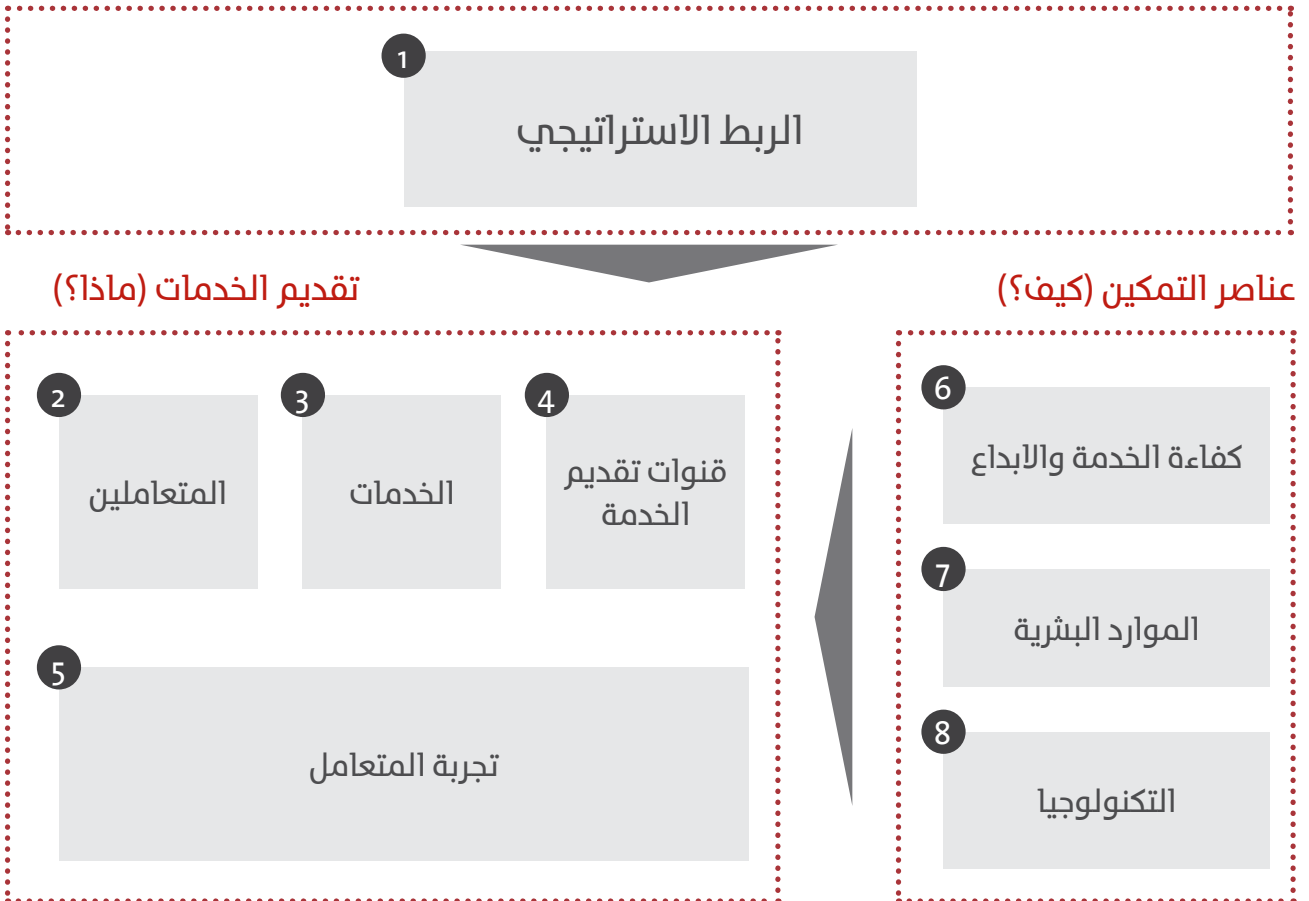 1
الربط الاستراتيجي
عناصر التمكين (كيف؟)
تقديم الخدمات (ماذا؟)
2
المتعاملين
3
الخدمات
4
قنوات تقديم
الخدمة
5
تجربة المتعامل
6
كفاءة الخدمة والابداع
7
الموارد البشرية
8
التكنولوجيا